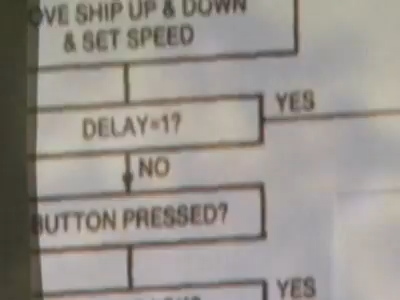 OVE SHIP UP & DOWN
& SET SPEED
YES
DELAY=1?
NO
BUTTON PRESSED?
YES